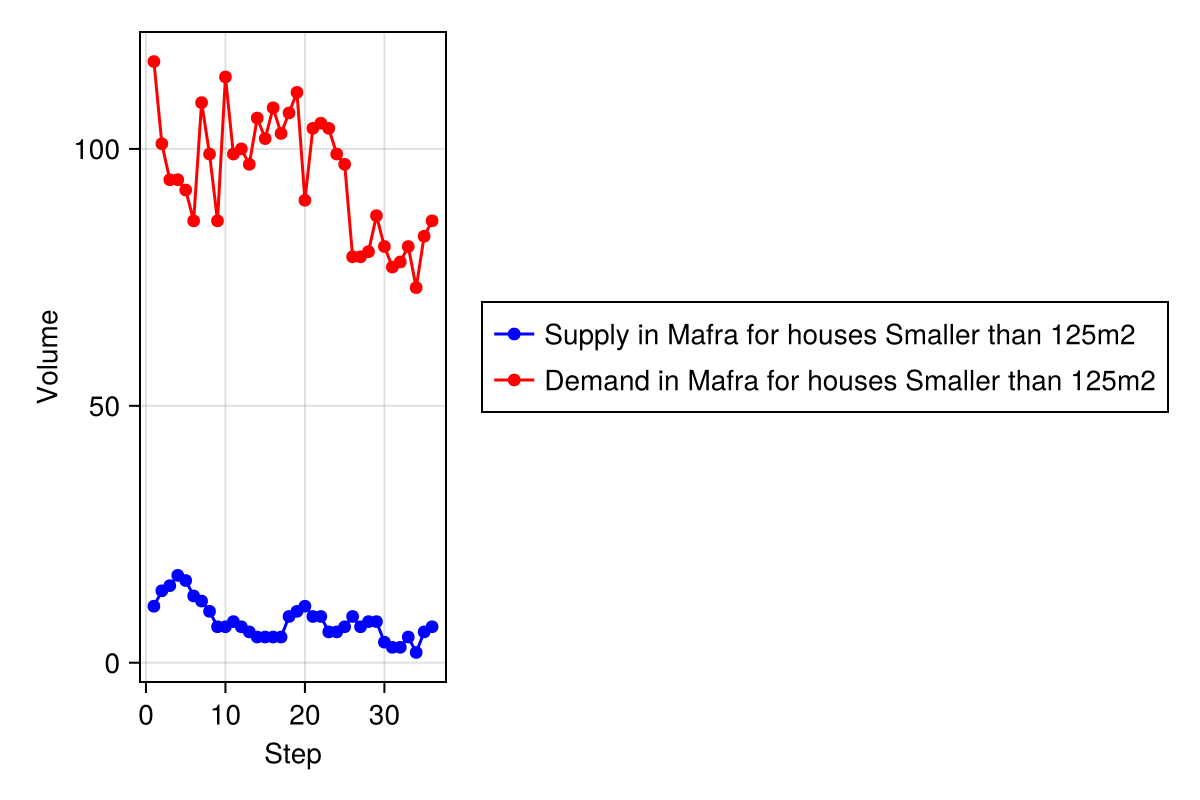 Volume
100
50
0
0 10 20 30
Step
Supply in Mafra for houses Smaller than 125m2
Demand in Mafra for houses Smaller than 125m2